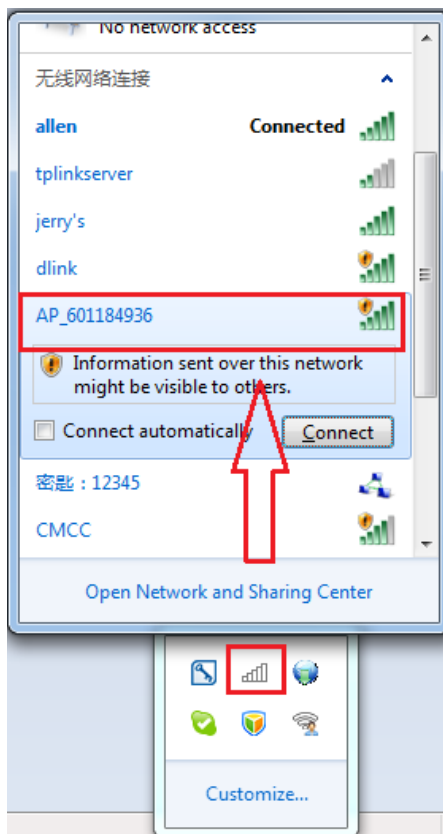 No network access
无线网络连接
allen Connected
tplinkserver
jerry's
dlink
AP_601184936
Information sent over this network
might be visible to others.
Connect automatically Connect
密匙：12345
CMCC
Open Network and Sharing Center
Customize...